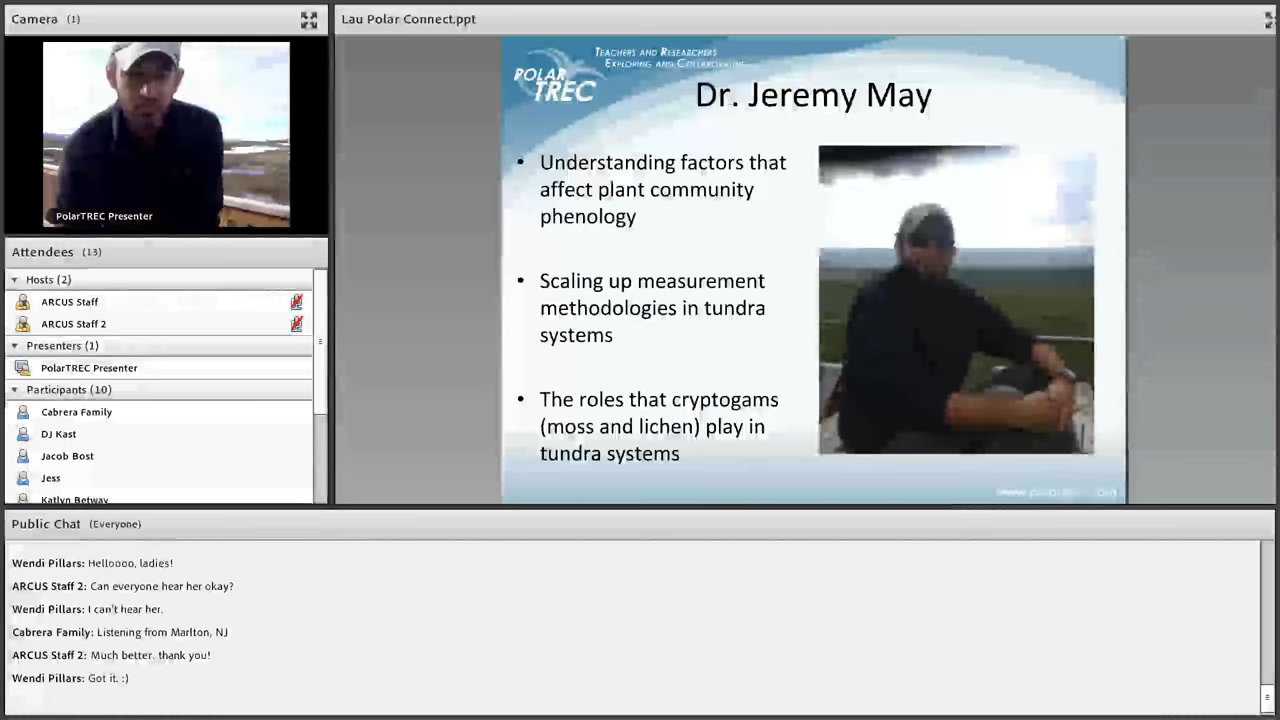 Camera (1)
PolarTREC Presenter
Attendees (13)
Hosts (2)
ARCUS Staff
ARCUS Staff 2
Presenters (1)
PolarTREC Presenter
Participants (10)
Cabrera Family
DJ Kast
Jacob Bost
Jess
Katlyn Betway
Lau Polar Connect.ppt
TEACHERS AND RESEARCHERS
EXPLORING AND COLLABORATING
POLAR
TREC
Dr. Jeremy May
• Understanding factors that
affect plant community
phenology
• Scaling up measurement
methodologies in tundra
systems
• The roles that cryptogams
(moss and lichen) play in
tundra systems
Public Chat (Everyone)
Wendi Pillars: Helloooo, ladies!
ARCUS Staff 2: Can everyone hear her okay?
Wendi Pillars: I can't hear her.
Cabrera Family: Listening from Marlton, NJ
ARCUS Staff 2: Much better. thank you!
Wendi Pillars: Got it. :)